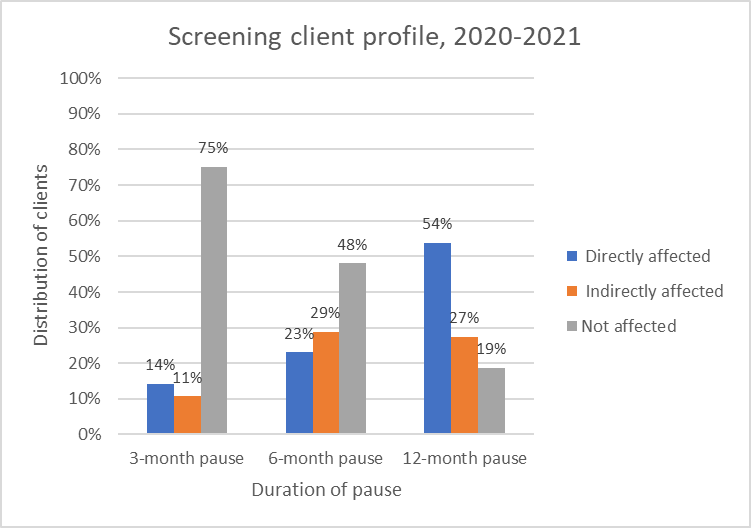 Screening client profile, 2020-2021
100%
90%
80%
70%
60%
50%
40%
30%
20%
10%
0%
Distribution of clients
14%
11%
75%
23%
29%
48%
54%
27%
19%
3-month pause
6-month pause
12-month pause
Duration of pause
Directly affected
Indirectly affected
Not affected